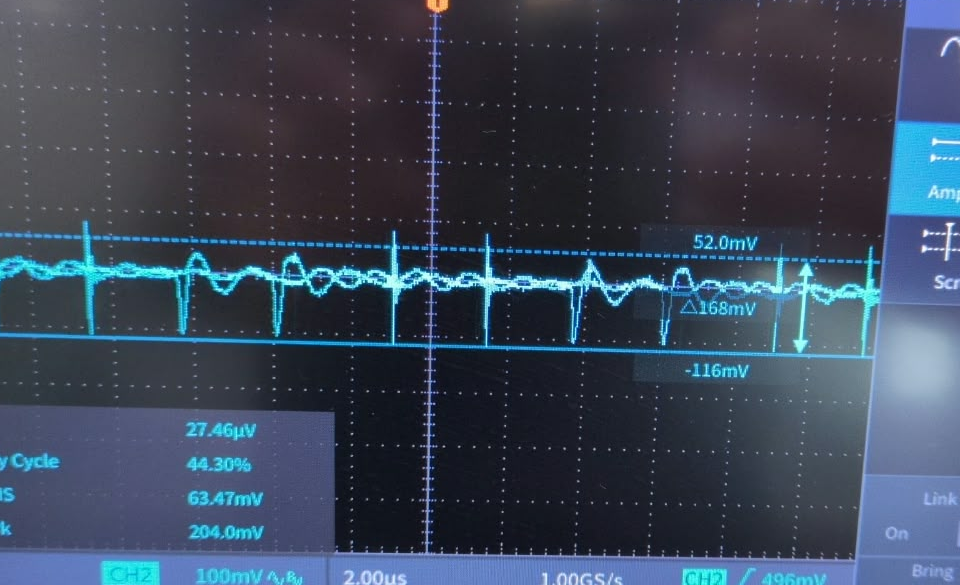 T
52.0mV
Amp
Scr
△168mV
-116mV
27.46µV
y Cycle 44.30%
IS 63.47mV
k 204.0mV
Link
On
Bring
CH2 100mV 2.00us 1.00GS/s CH2 496mV